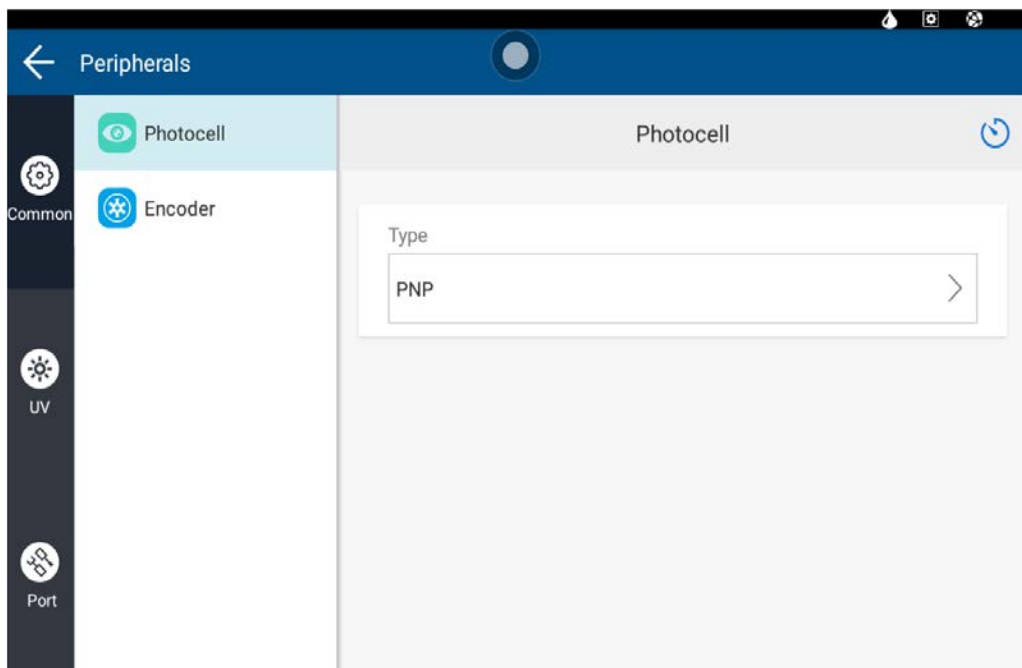 Peripherals
Common
UV
Port
Photocell
Encoder
Photocell
Type
PNP